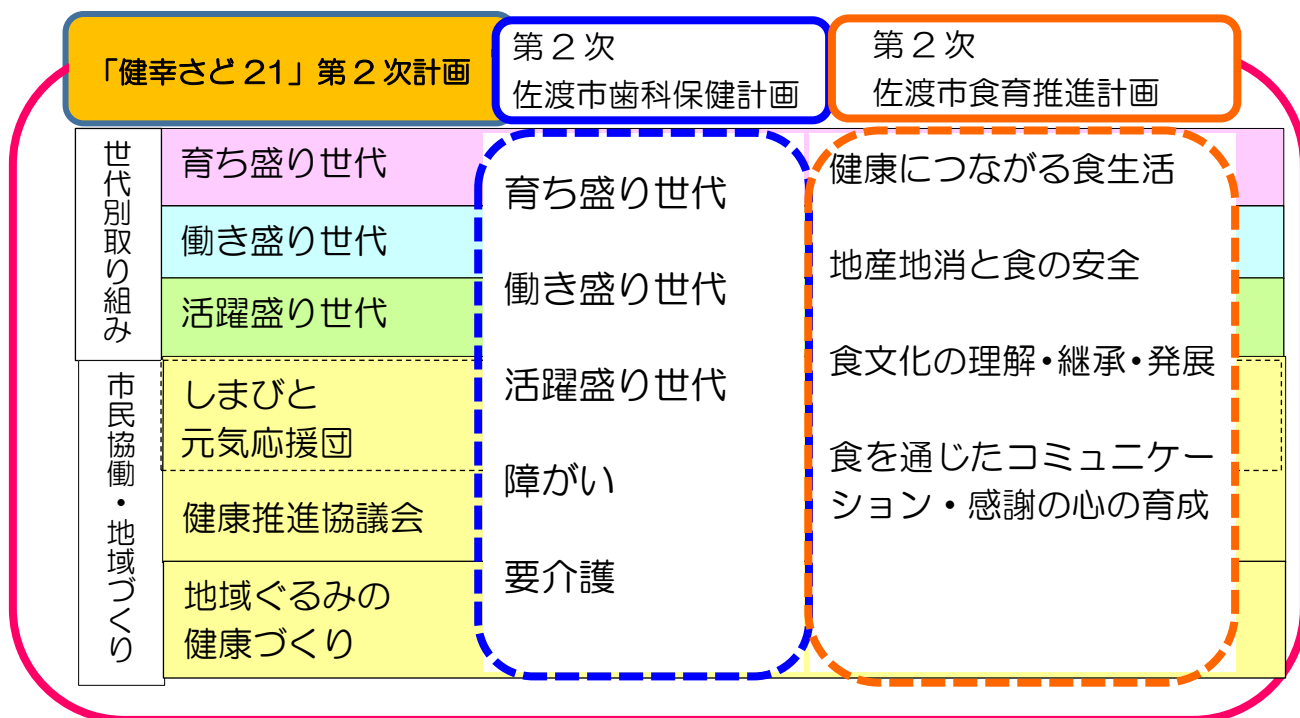 「健幸さど21」第2次計画
第2次
佐渡市歯科保健計画
第2次
佐渡市食育推進計画
世代別取り組み
育ち盛り世代
働き盛り世代
活躍盛り世代
市民協働・地域づくり
しまびと
元気応援団
健康推進協議会
地域ぐるみの
健康づくり
育ち盛り世代
働き盛り世代
活躍盛り世代
障がい
要介護
健康につながる食生活
地産地消と食の安全
食文化の理解・継承・発展
食を通じたコミュニケー
ション・感謝の心の育成